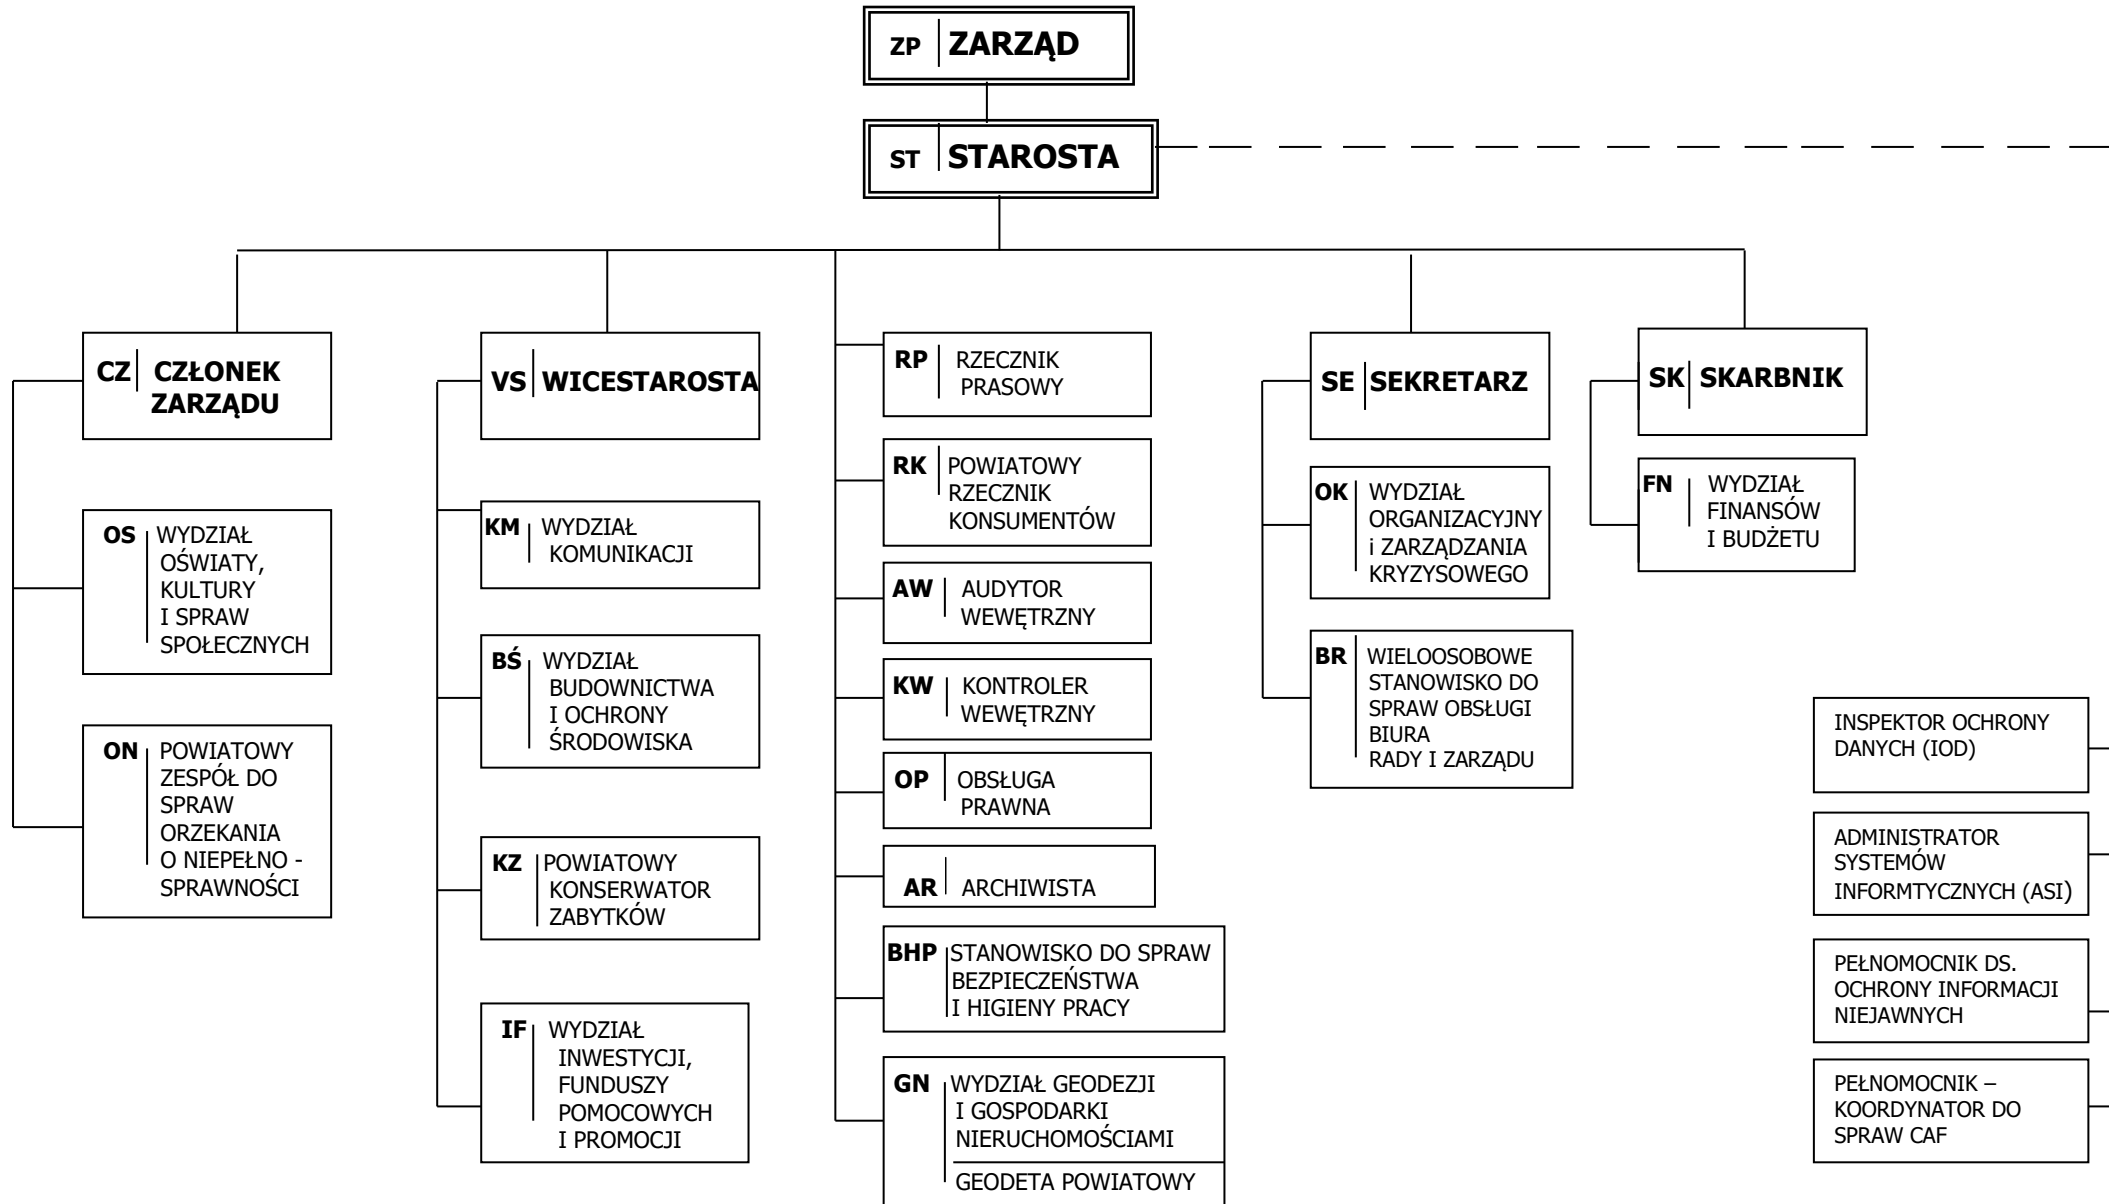 ZP ZARZĄD
ST STAROSTA
CZ CZŁONEK
ZARZĄDU
OS WYDZIAŁ
OŚWIATY,
KULTURY
I SPRAW
SPOŁECZNYCH
ON POWIATOWY
ZESPÓŁ DO
SPRAW
ORZEKANIA
O NIEPEŁNO -
SPRAWNOŚCI
VS WICESTAROSTA
KM WYDZIAŁ
KOMUNIKACJI
BŚ WYDZIAŁ
BUDOWNICTWA
I OCHRONY
ŚRODOWISKA
KZ POWIATOWY
KONSERWATOR
ZABYTKÓW
IF WYDZIAŁ
INWESTYCJI,
FUNDUSZY
POMOCOWYCH
I PROMOCJI
RP RZECZNIK
PRASOWY
RK POWIATOWY
RZECZNIK
KONSUMENTÓW
AW AUDYTOR
WEWĘTRZNY
KW KONTROLER
WEWĘTRZNY
OP OBSŁUGA
PRAWNA
AR ARCHIWISTA
BHP STANOWISKO DO SPRAW
BEZPIECZEŃSTWA
I HIGIENY PRACY
GN WYDZIAŁ GEODEZJI
I GOSPODARKI
NIERUCHOMOŚCIAMI
GEODETA POWIATOWY
SE SEKRETARZ
OK WYDZIAŁ
ORGANIZACYJNY
i ZARZĄDZANIA
KRYZYSOWEGO
BR WIELOOSOBOWE
STANOWISKO DO
SPRAW OBSŁUGI
BIURA
RADY I ZARZĄDU
SK SKARBNIK
FN WYDZIAŁ
FINANSÓW
I BUDŻETU
INSPEKTOR OCHRONY
DANYCH (IOD)
ADMINISTRATOR
SYSTEMÓW
INFORMTYCZNYCH (ASI)
PEŁNOMOCNIK DS.
OCHRONY INFORMACJI
NIEJAWNYCH
PEŁNOMOCNIK –
KOORDYNATOR DO
SPRAW CAF